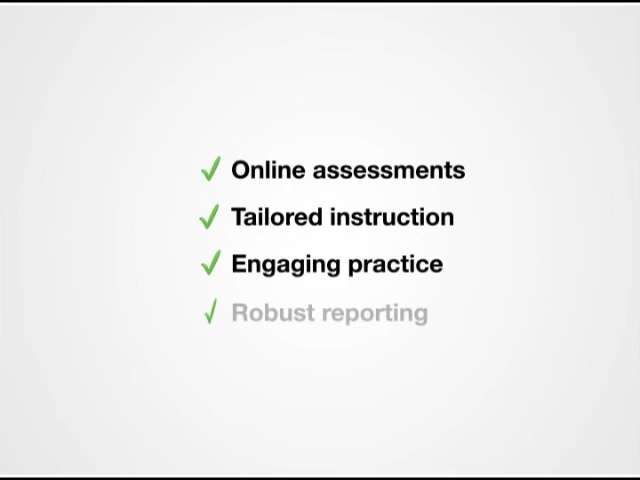 Online assessments
Tailored instruction
Engaging practice
Robust reporting